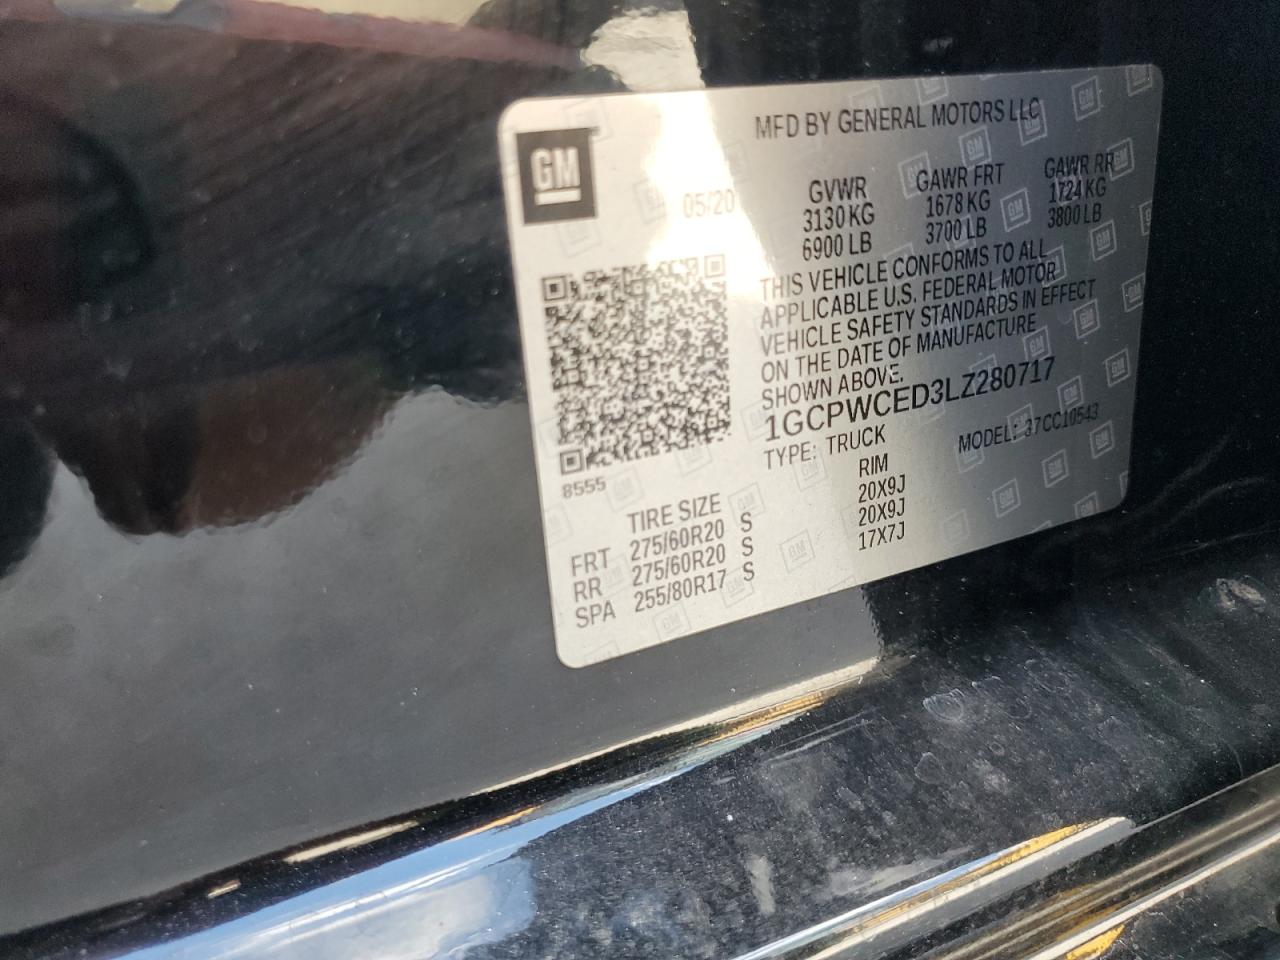 MFD BY GENERAL MOTORS LLC
GM
05/20
GVWR GAWR FRT GAWR RR
3130 KG 1678 KG 1724 KG
6900 LB 3700 LB 3800 LB
THIS VEHICLE CONFORMS TO ALL
APPLICABLE U.S. FEDERAL MOTOR
VEHICLE SAFETY STANDARDS IN EFFECT
ON THE DATE OF MANUFACTURE
SHOWN ABOVE.
1GCPWCED3LZ280717
TYPE: TRUCK MODEL: 37CC10543
8555
TIRE SIZE RIM
FRT 275/60R20 S 20X9J
RR 275/60R20 S 20X9J
SPA 255/80R17 S 17X7J